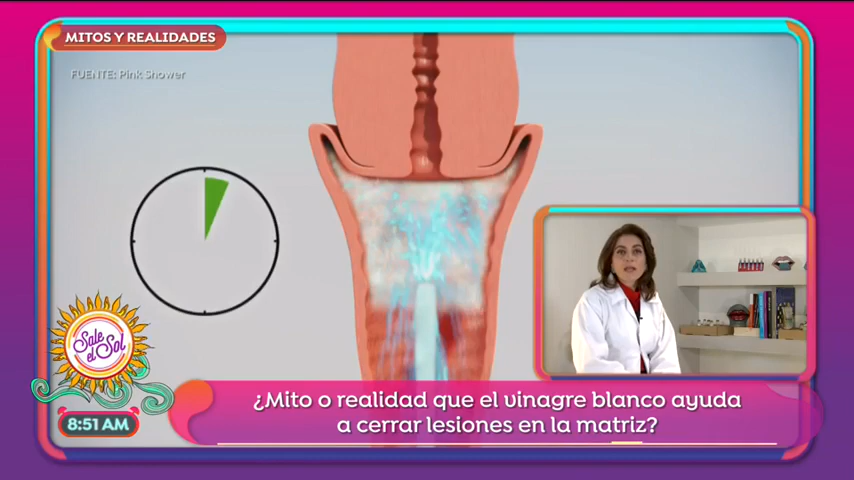 MITOS Y REALIDADES
FUENTE: Pink Shower
Sale
el Sol
8:51 AM
¿Mito o realidad que el vinagre blanco ayuda
a cerrar lesiones en la matriz?